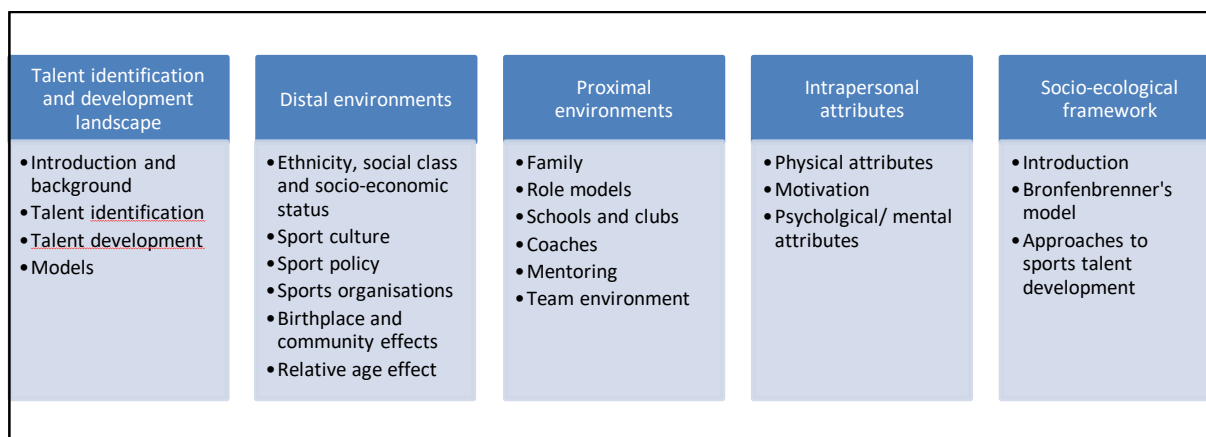 Talent identification
and development
landscape
•Introduction and
background
•Talent identification
•Talent development
•Models
Distal environments
•Ethnicity, social class
and socio-economic
status
•Sport culture
•Sport policy
•Sports organisations
•Birthplace and
community effects
•Relative age effect
Proximal
environments
•Family
•Role models
•Schools and clubs
•Coaches
•Mentoring
•Team environment
Intrapersonal
attributes
•Physical attributes
•Motivation
•Psycholgical/ mental
attributes
Socio-ecological
framework
•Introduction
•Bronfenbrenner's
model
•Approaches to
sports talent
development